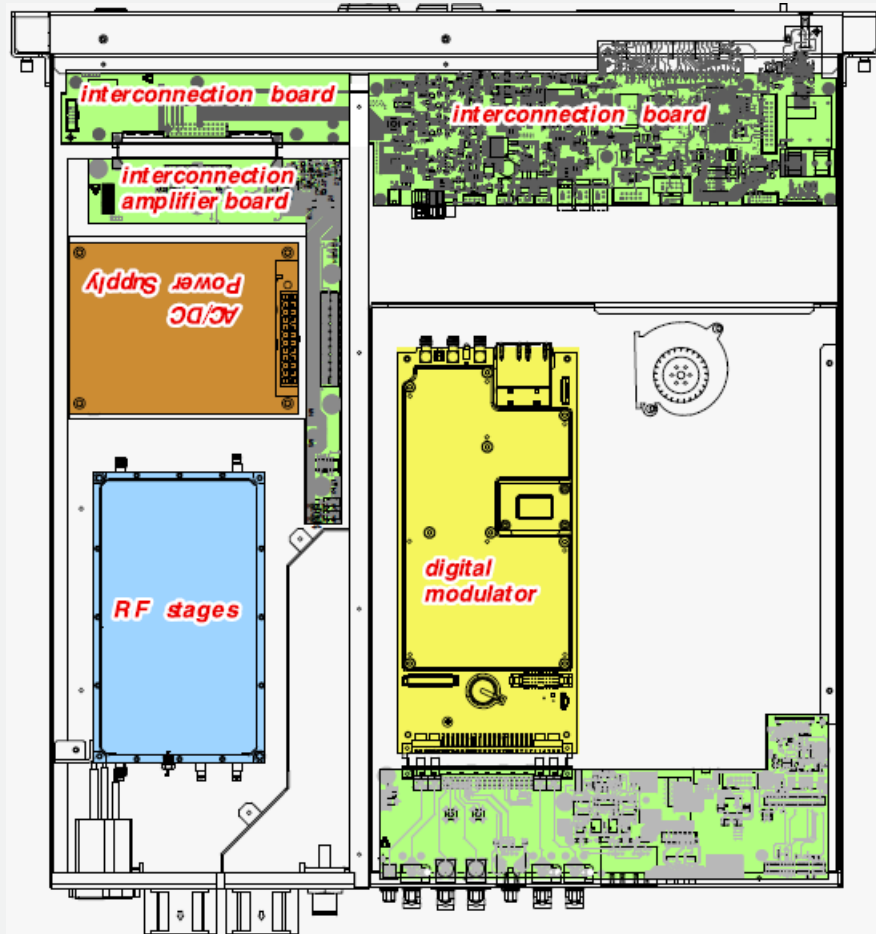 interconnection board
interconnection board
interconnection
amplifier board
AC/DC
Power Supply
digital
modulator
RF stages